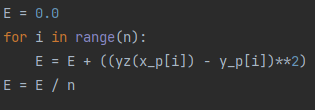 E = 0.0
for i in range(n):
    E = E + ((yz(x_p[i]) - y_p[i])**2)
E = E / n